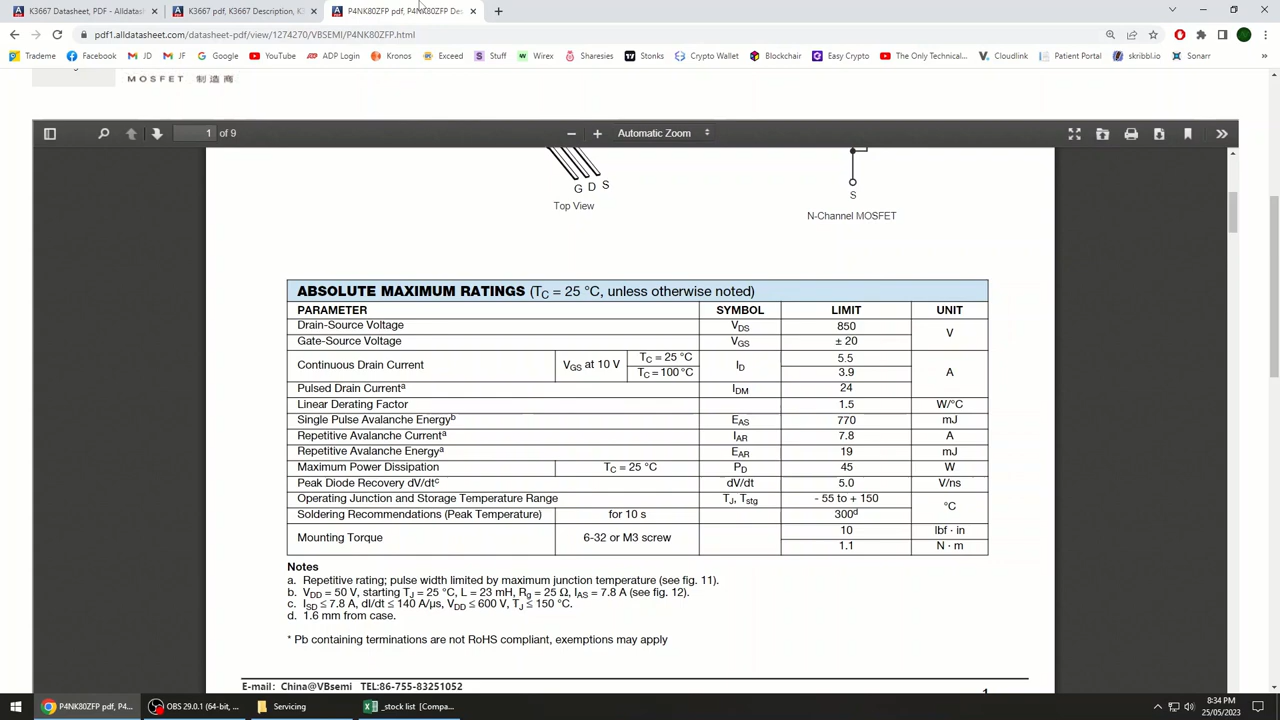 K3667 Datasheet, PDF - Alldatas
K3667 pdf, K3667 Description, K
P4NK80ZFP pdf, P4NK80ZFP Des
pdf1.alldatasheet.com/datasheet-pdf/view/1274270/VBSEMI/P4NK80ZFP.html
Trademe Facebook JD JF Google YouTube ADP Login Kronos Exceed Stuff Wirex Sharesies Stonks Crypto Wallet Blockchair Easy Crypto The Only Technical... Cloudlink Patient Portal skribbl.io Sonarr
MOSFET 制造商
1 of 9
Automatic Zoom
G D S
S
Top View
N-Channel MOSFET
ABSOLUTE MAXIMUM RATINGS (TC = 25 °C, unless otherwise noted)
PARAMETER SYMBOL LIMIT UNIT
Drain-Source Voltage VDS 850 V
Gate-Source Voltage VGS ± 20
Continuous Drain Current VGS at 10 V TC = 25 °C ID 5.5 A
TC = 100 °C 3.9
Pulsed Drain Currentᵃ IDM 24
Linear Derating Factor 1.5 W/°C
Single Pulse Avalanche Energyᵇ EAS 770 mJ
Repetitive Avalanche Currentᵃ IAR 7.8 A
Repetitive Avalanche Energyᵃ EAR 19 mJ
Maximum Power Dissipation TC = 25 °C PD 45 W
Peak Diode Recovery dV/dtᶜ dV/dt 5.0 V/ns
Operating Junction and Storage Temperature Range TJ, Tstg - 55 to + 150 °C
Soldering Recommendations (Peak Temperature) for 10 s 300ᵈ
Mounting Torque 6-32 or M3 screw 10 lbf · in
1.1 N · m
Notes
a. Repetitive rating; pulse width limited by maximum junction temperature (see fig. 11).
b. VDD = 50 V, starting TJ = 25 °C, L = 23 mH, Rg = 25 Ω, IAS = 7.8 A (see fig. 12).
c. ISD ≤ 7.8 A, dI/dt ≤ 140 A/μs, VDD ≤ 600 V, TJ ≤ 150 °C.
d. 1.6 mm from case.
* Pb containing terminations are not RoHS compliant, exemptions may apply
E-mail: China@VBsemi TEL:86-755-83251052
P4NK80ZFP pdf, P4... OBS 29.0.1 (64-bit, ... Servicing _stock list [Compa...
8:34 PM
25/05/2023